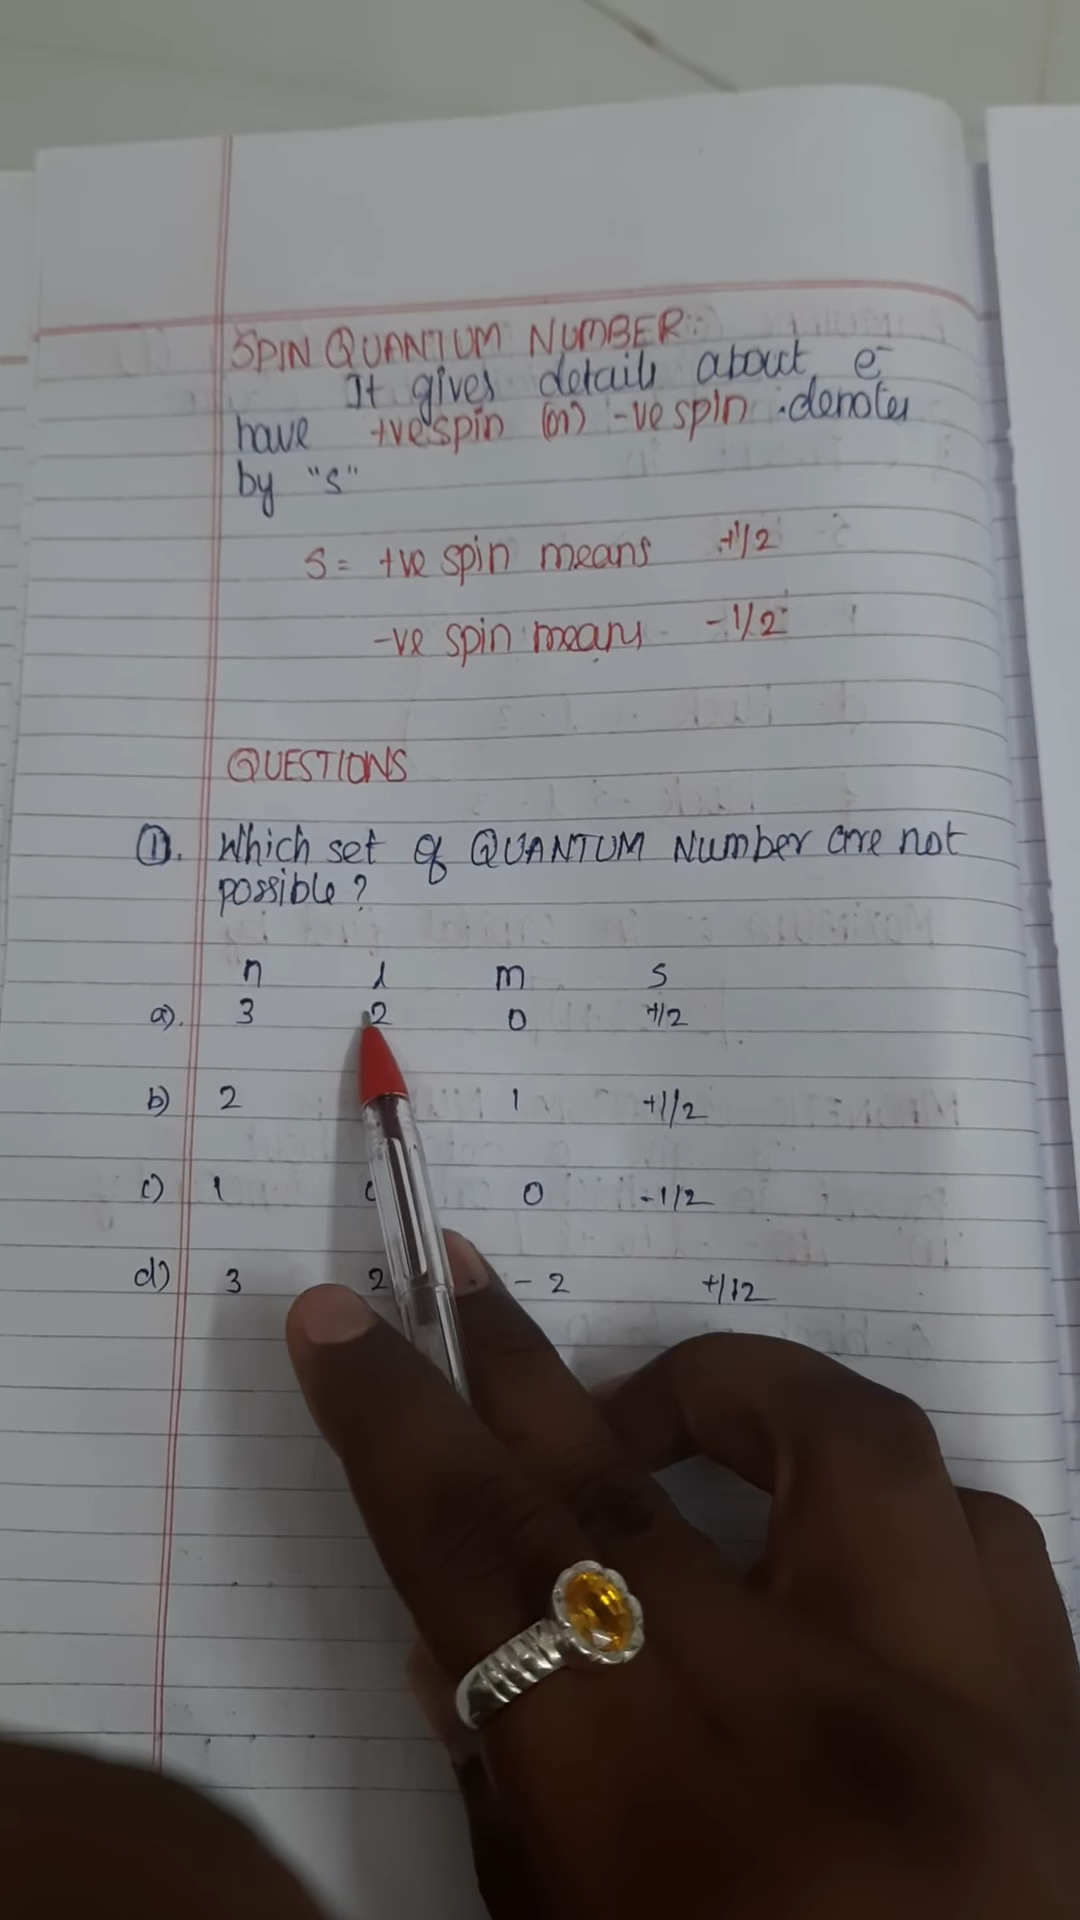 SPIN QUANTUM NUMBER:-
It gives details about e-
have +ve spin (or) -ve spin . denotes
by "s"
S = +ve spin means +1/2
-ve spin means - 1/2
QUESTIONS
①. Which set of QUANTUM Number are not
possible?
n l m s
a). 3 2 0 +1/2
b) 2 1 +1/2
c) 1 0 -1/2
d) 3 2 - 2 +1/2